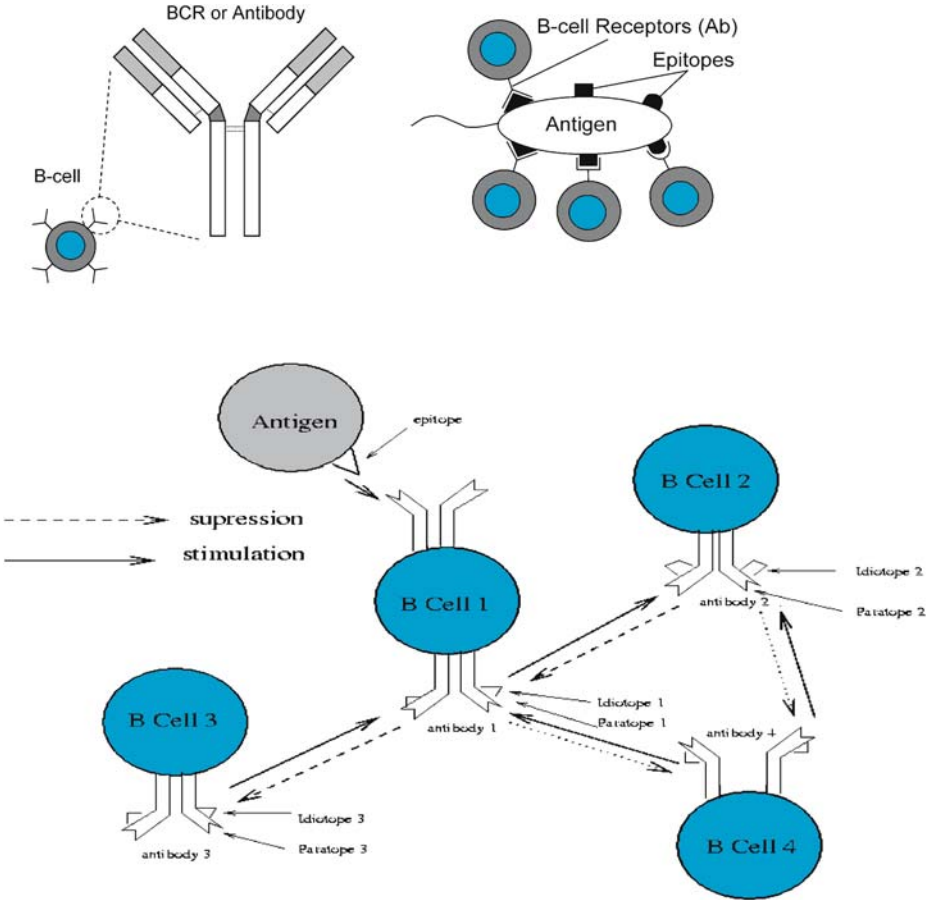 BCR or Antibody
B-cell
B-cell Receptors (Ab)
Epitopes
Antigen
Antigen
epitope
supression
stimulation
B Cell 1
B Cell 2
Idiotope 2
antibody 2
Paratope 2
Idiotope 1
Paratope 1
antibody 1
B Cell 3
Idiotope 3
Paratope 3
antibody 3
antibody 4
B Cell 4